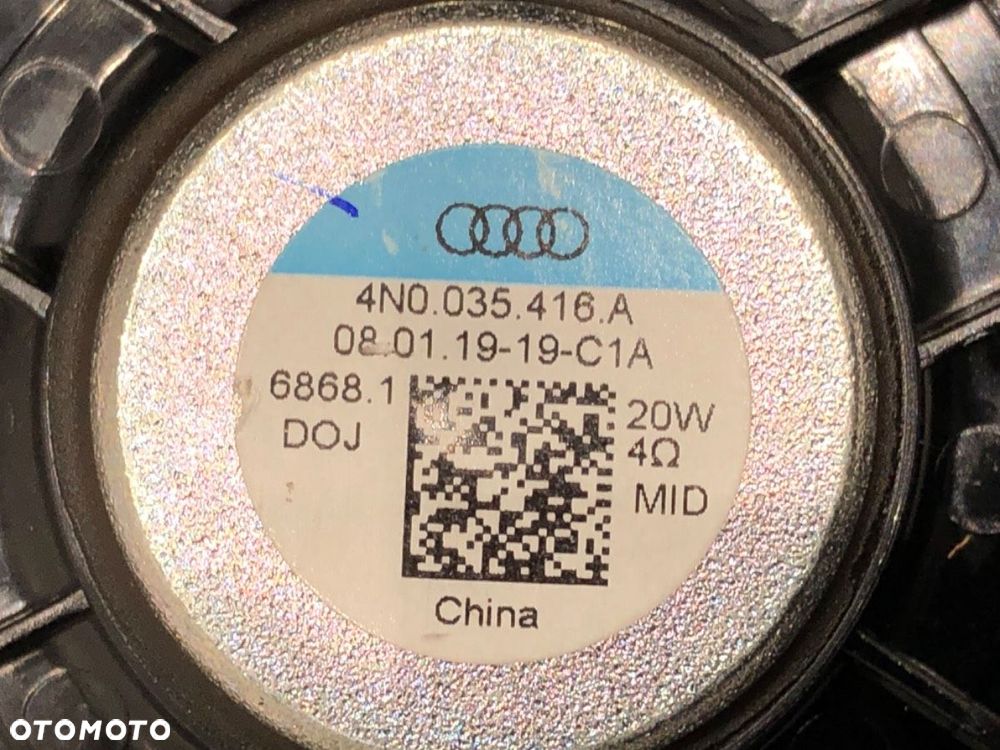 4N0.035.416.A
08.01.19-19-C1A
6868.1
DOJ
20W
4Ω
MID
China
OTOMOTO